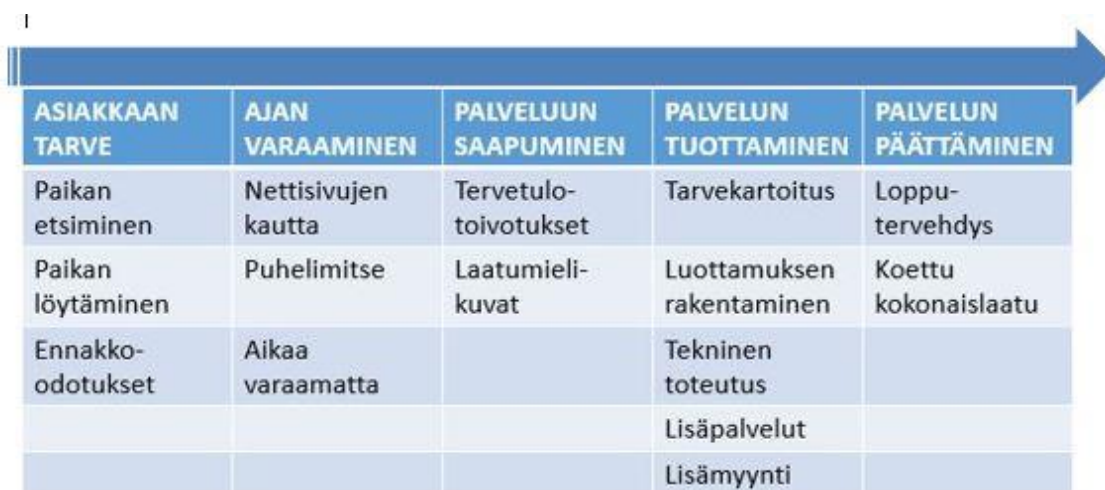 ASIAKKAAN TARVE
AJAN VARAAMINEN
PALVELUUN SAAPUMINEN
PALVELUN TUOTTAMINEN
PALVELUN PÄÄTTÄMINEN
Paikan etsiminen
Nettisivujen kautta
Tervetulo-toivotukset
Tarvekartoitus
Loppu-tervehdys
Paikan löytäminen
Puhelimitse
Laatumieli-kuvat
Luottamuksen rakentaminen
Koettu kokonaislaatu
Ennakko-odotukset
Aikaa varaamatta
Tekninen toteutus
Lisäpalvelut
Lisämyynti